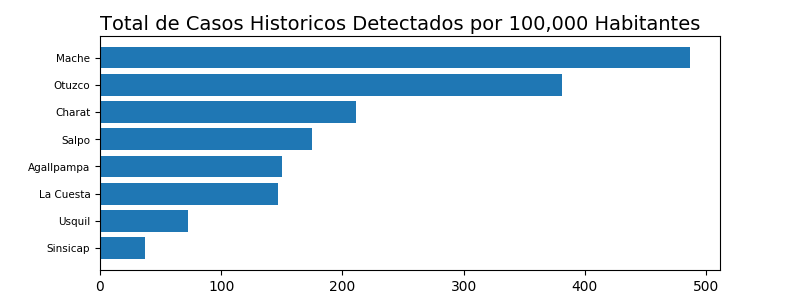 Total de Casos Historicos Detectados por 100,000 Habitantes
Mache
Otuzco
Charat
Salpo
Agallpampa
La Cuesta
Usquil
Sinsicap
0 100 200 300 400 500